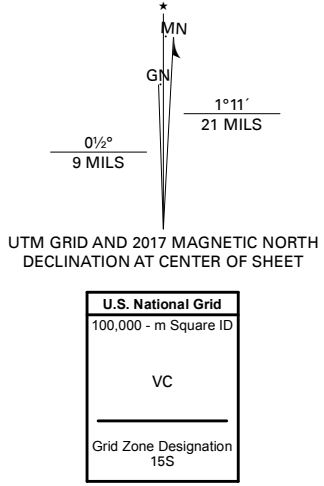 MN
GN
1°11´
21 MILS
0½°
9 MILS
UTM GRID AND 2017 MAGNETIC NORTH
DECLINATION AT CENTER OF SHEET
U.S. National Grid
100,000 - m Square ID
VC
Grid Zone Designation
15S